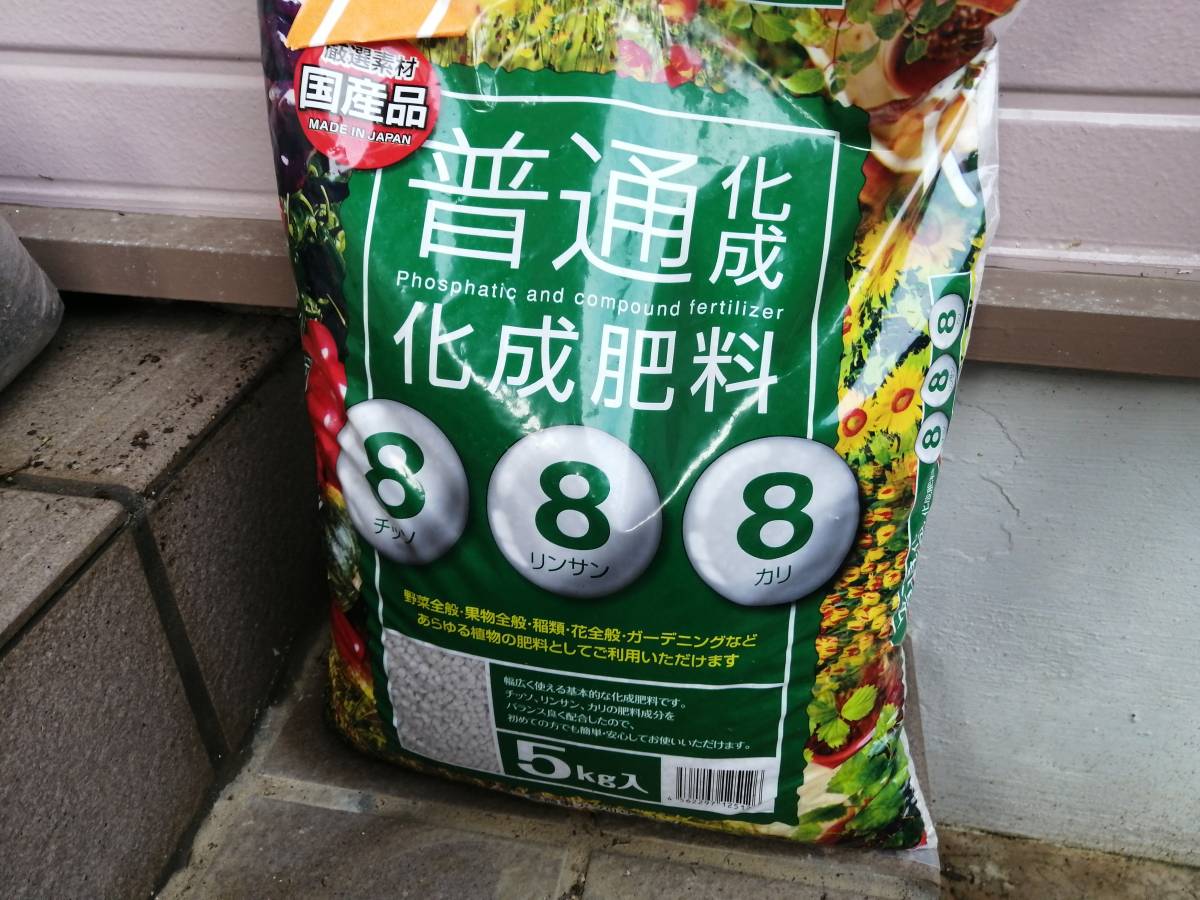 厳選素材
国産品
MADE IN JAPAN
普通化成
Phosphatic and compound fertilizer
化成肥料
8 8 8
チッソ リンサン カリ
野菜全般・果物全般・稲類・花全般・ガーデニングなど
あらゆる植物の肥料としてご利用いただけます
幅広く使える基本的な化成肥料です。
チッソ、リンサン、カリの肥料成分を
バランス良く配合したので、
初めての方でも簡単・安心してお使いいただけます。
5kg入
8
8
8